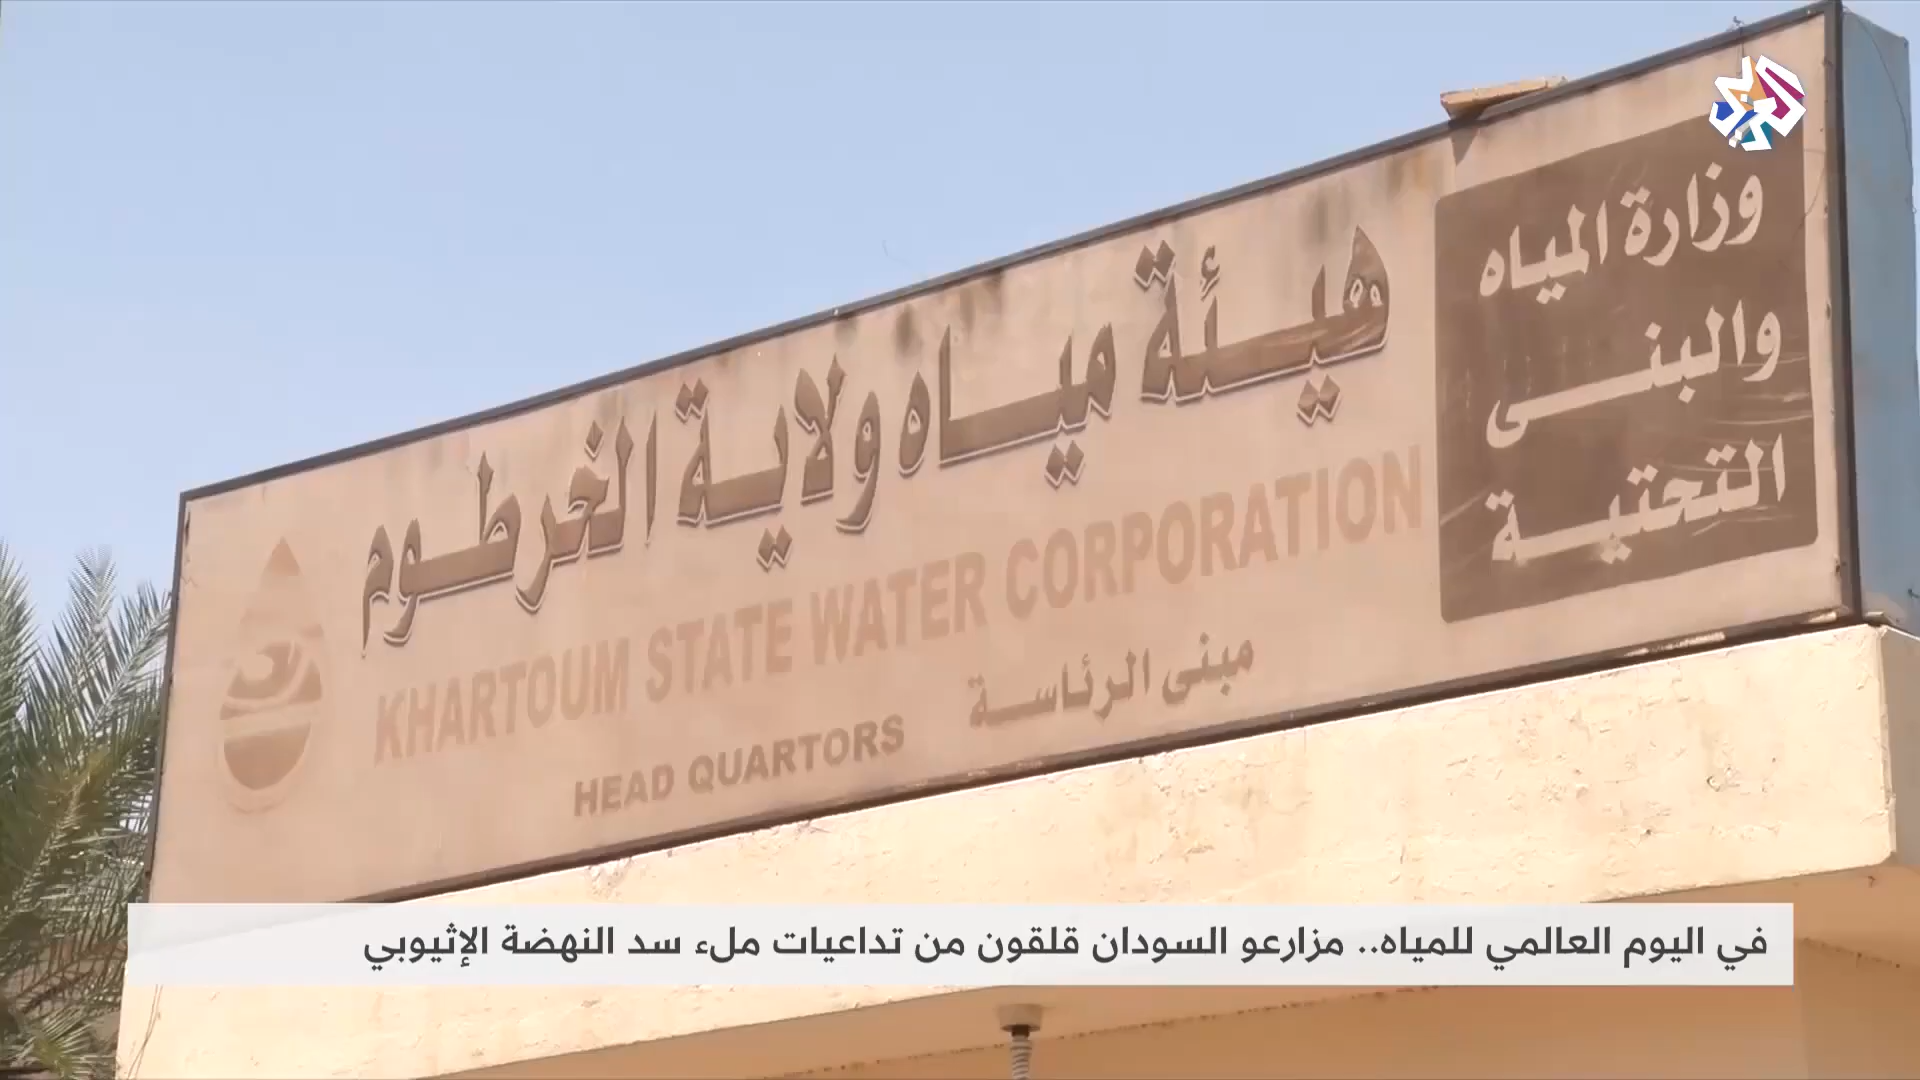 العربي
وزارة المياه
والبنى
التحتية
هيئة مياه ولاية الخرطوم
KHARTOUM STATE WATER CORPORATION
مبنى الرئاسة
HEAD QUARTORS
في اليوم العالمي للمياه.. مزارعو السودان قلقون من تداعيات ملء سد النهضة الإثيوبي